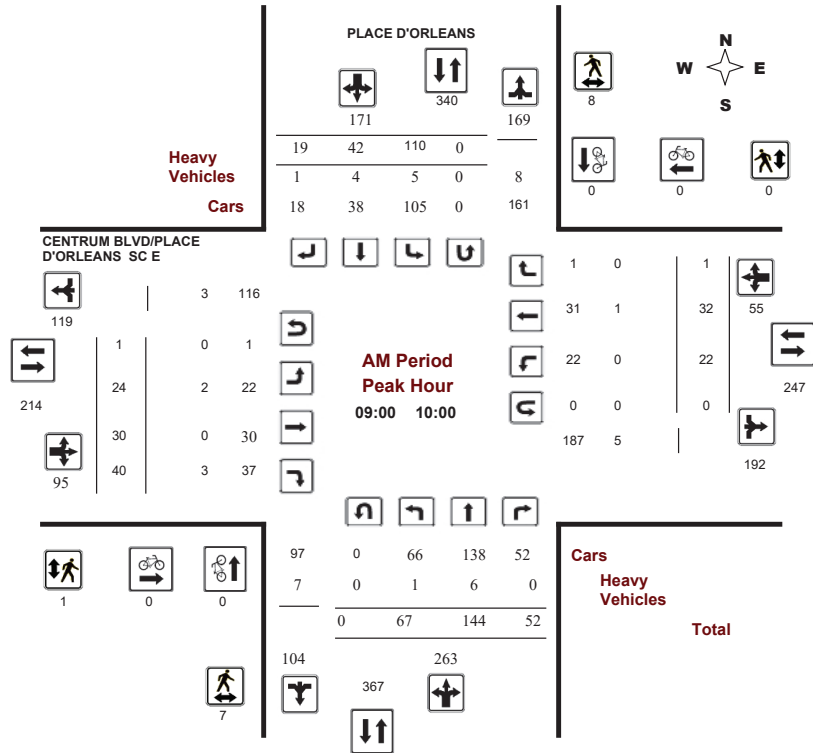 PLACE D'ORLEANS
N
W E
S
340
8
171 169
19 42 110 0
Heavy
Vehicles
1 4 5 0 8
Cars 18 38 105 0 161
0 0 0
CENTRUM BLVD/PLACE
D'ORLEANS SC E
1 0 1
3 116
119
31 1 32 55
1 0 1
AM Period
Peak Hour
09:00 10:00
22 0 22
24 2 22
214
247
0 0 0
30 0 30
187 5
192
40 3 37
95
97 0 66 138 52 Cars
7 0 1 6 0 Heavy
Vehicles
1 0 0
0 67 144 52 Total
104 263
367
7